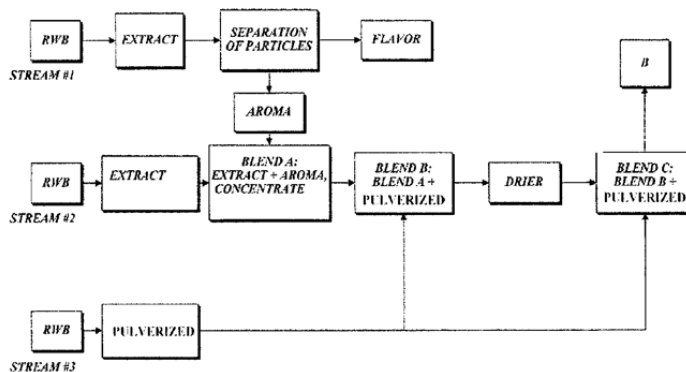 RWB
EXTRACT
SEPARATION
OF PARTICLES
FLAVOR
STREAM #1
B
AROMA
RWB
EXTRACT
BLEND A:
EXTRACT + AROMA,
CONCENTRATE
BLEND B:
BLEND A +
PULVERIZED
DRIER
BLEND C:
BLEND B +
PULVERIZED
STREAM
#2
RWB
PULVERIZED
STREAM #3